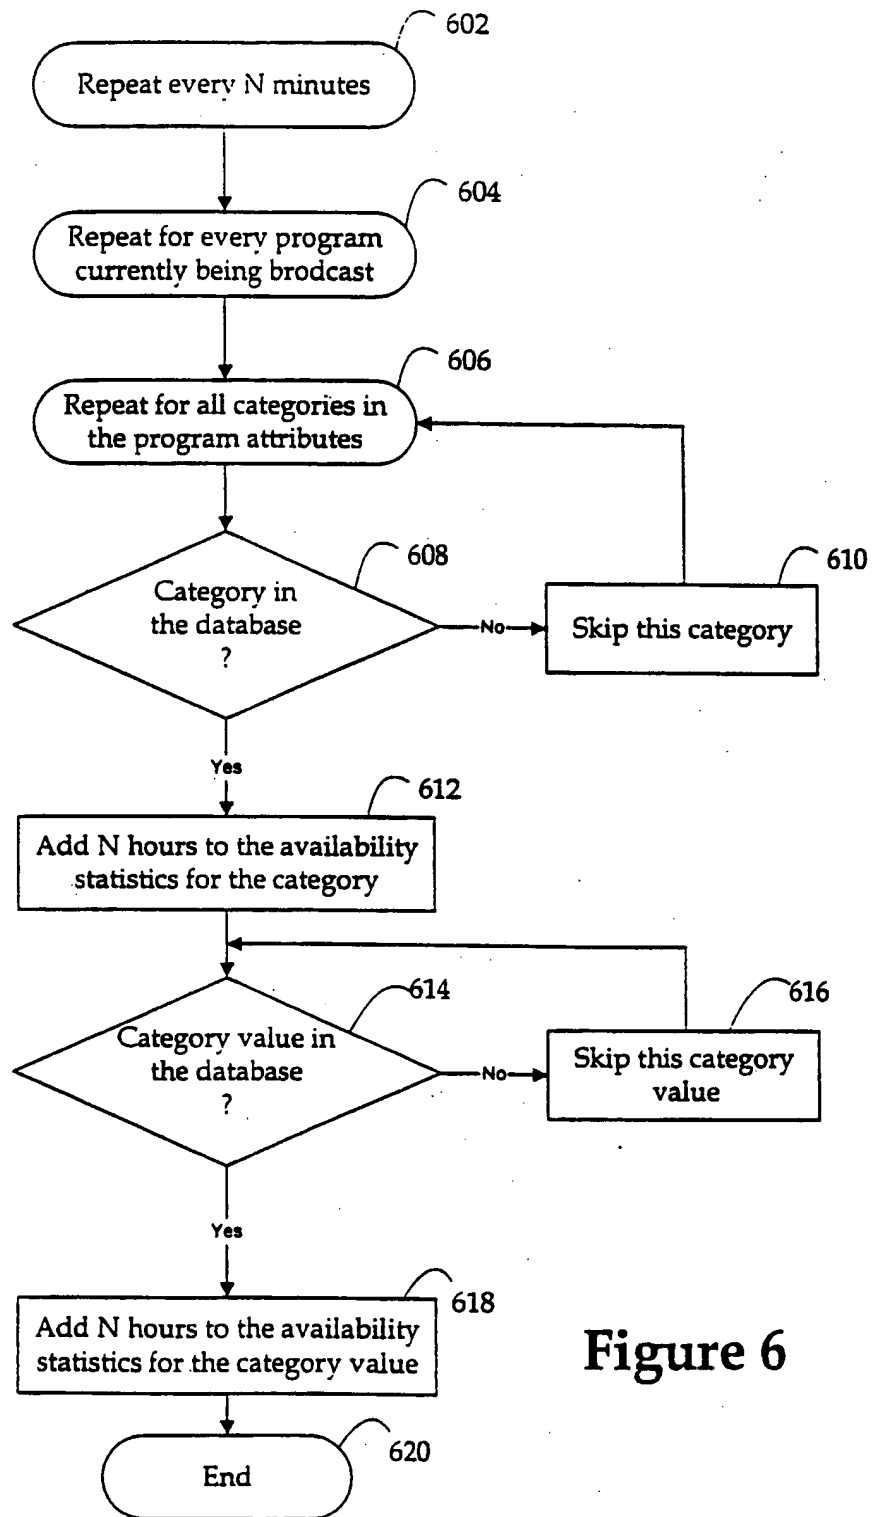 602
Repeat every N minutes
604
Repeat for every program
currently being brodcast
606
Repeat for all categories in
the program attributes
608
Category in
the database
?
No
610
Skip this category
Yes
612
Add N hours to the availability
statistics for the category
614
Category value in
the database
?
No
616
Skip this category
value
Yes
618
Add N hours to the availability
statistics for the category value
Figure 6
620
End